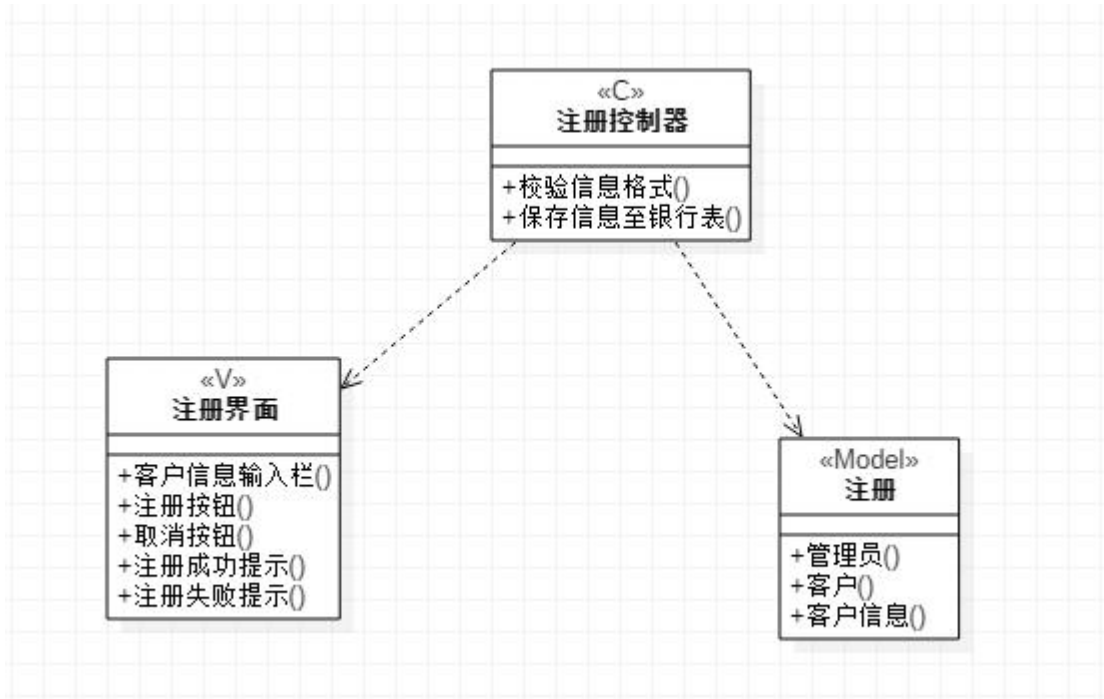 «C»
注册控制器
+校验信息格式()
+保存信息至银行表()
«V»
注册界面
+客户信息输入栏()
+注册按钮()
+取消按钮()
+注册成功提示()
+注册失败提示()
«Model»
注册
+管理员()
+客户()
+客户信息()